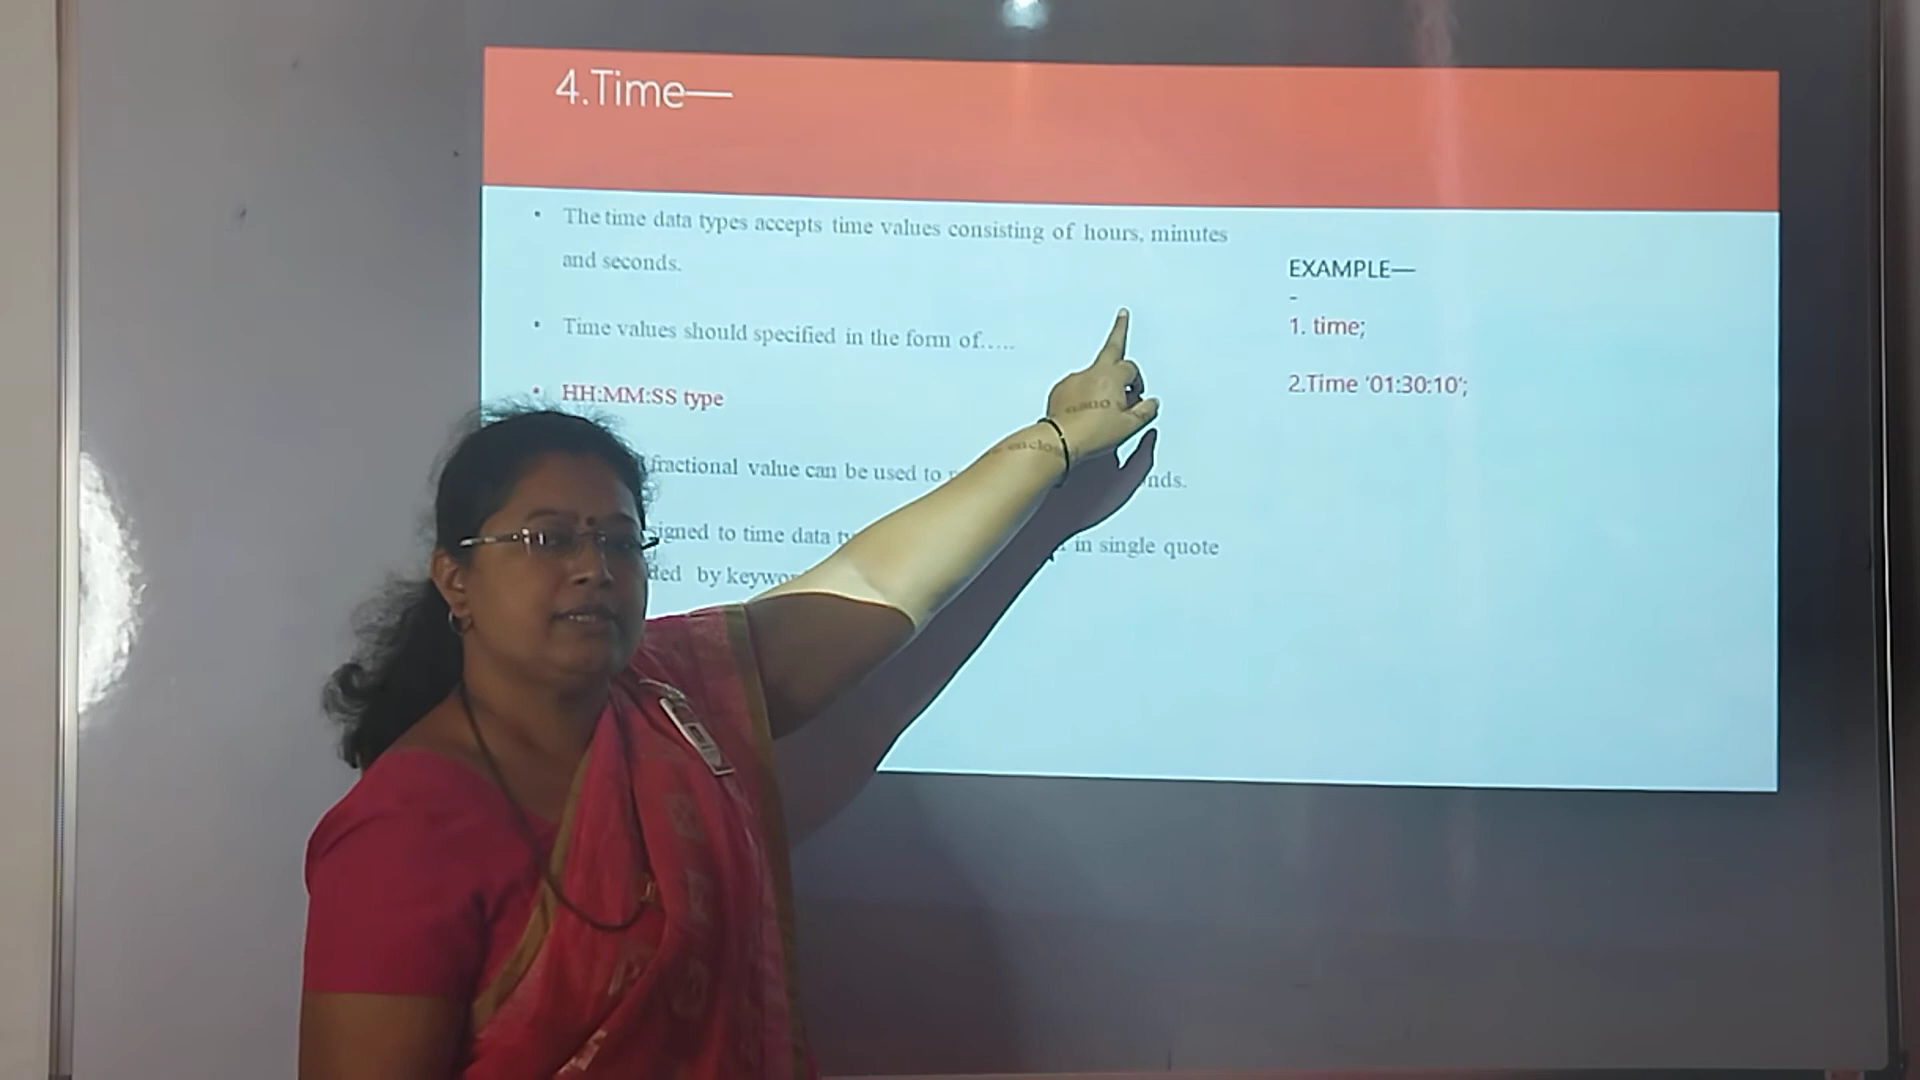 4.Time—
• The time data types accepts time values consisting of hours, minutes
and seconds.
• Time values should specified in the form of.....
• HH:MM:SS type
fractional value can be used to
nds.
signed to time data
in single quote
ded by keywo
EXAMPLE—
-
1. time;
2.Time '01:30:10';